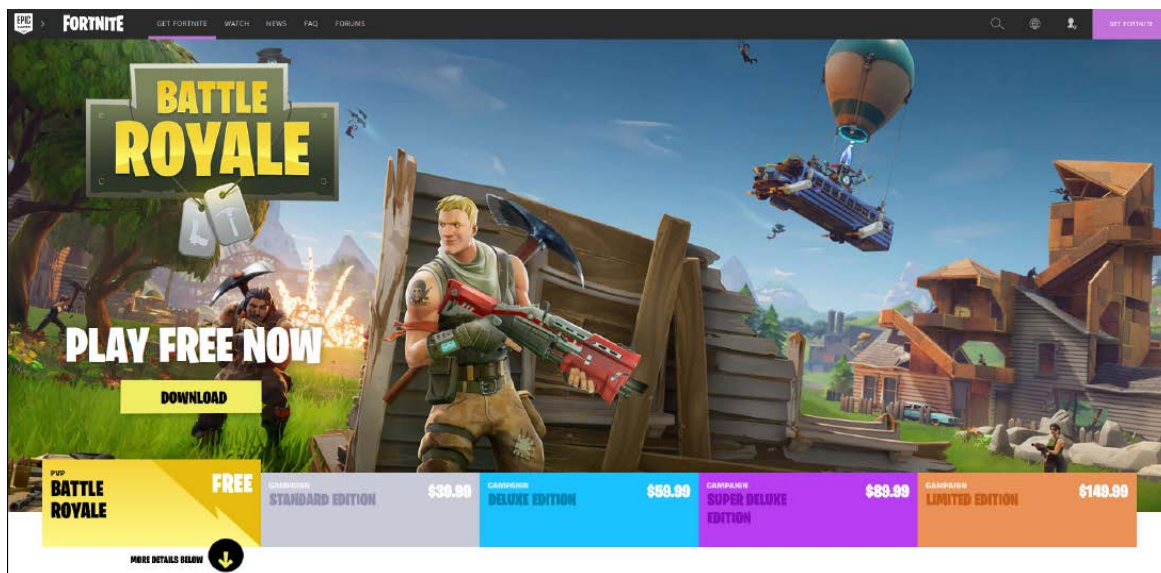 EPIC
GAMES
FORTNITE
GET FORTNITE
WATCH
NEWS
FAQ
FORUMS
GET FORTNITE
BATTLE
ROYALE
PLAY FREE NOW
DOWNLOAD
PVP
BATTLE
ROYALE
FREE
CAMPAIGN
STANDARD EDITION
$39.99
CAMPAIGN
DELUXE EDITION
$59.99
CAMPAIGN
SUPER DELUXE
EDITION
$89.99
CAMPAIGN
LIMITED EDITION
$149.99
MORE DETAILS BELOW